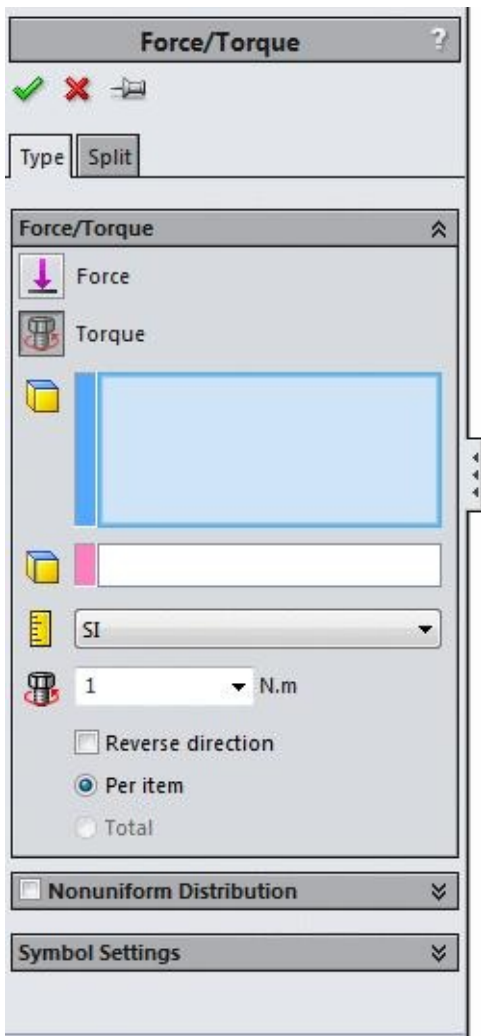 Force/Torque ?
Type Split
Force/Torque
Force
Torque
SI
1 N.m
Reverse direction
Per item
Total
Nonuniform Distribution
Symbol Settings